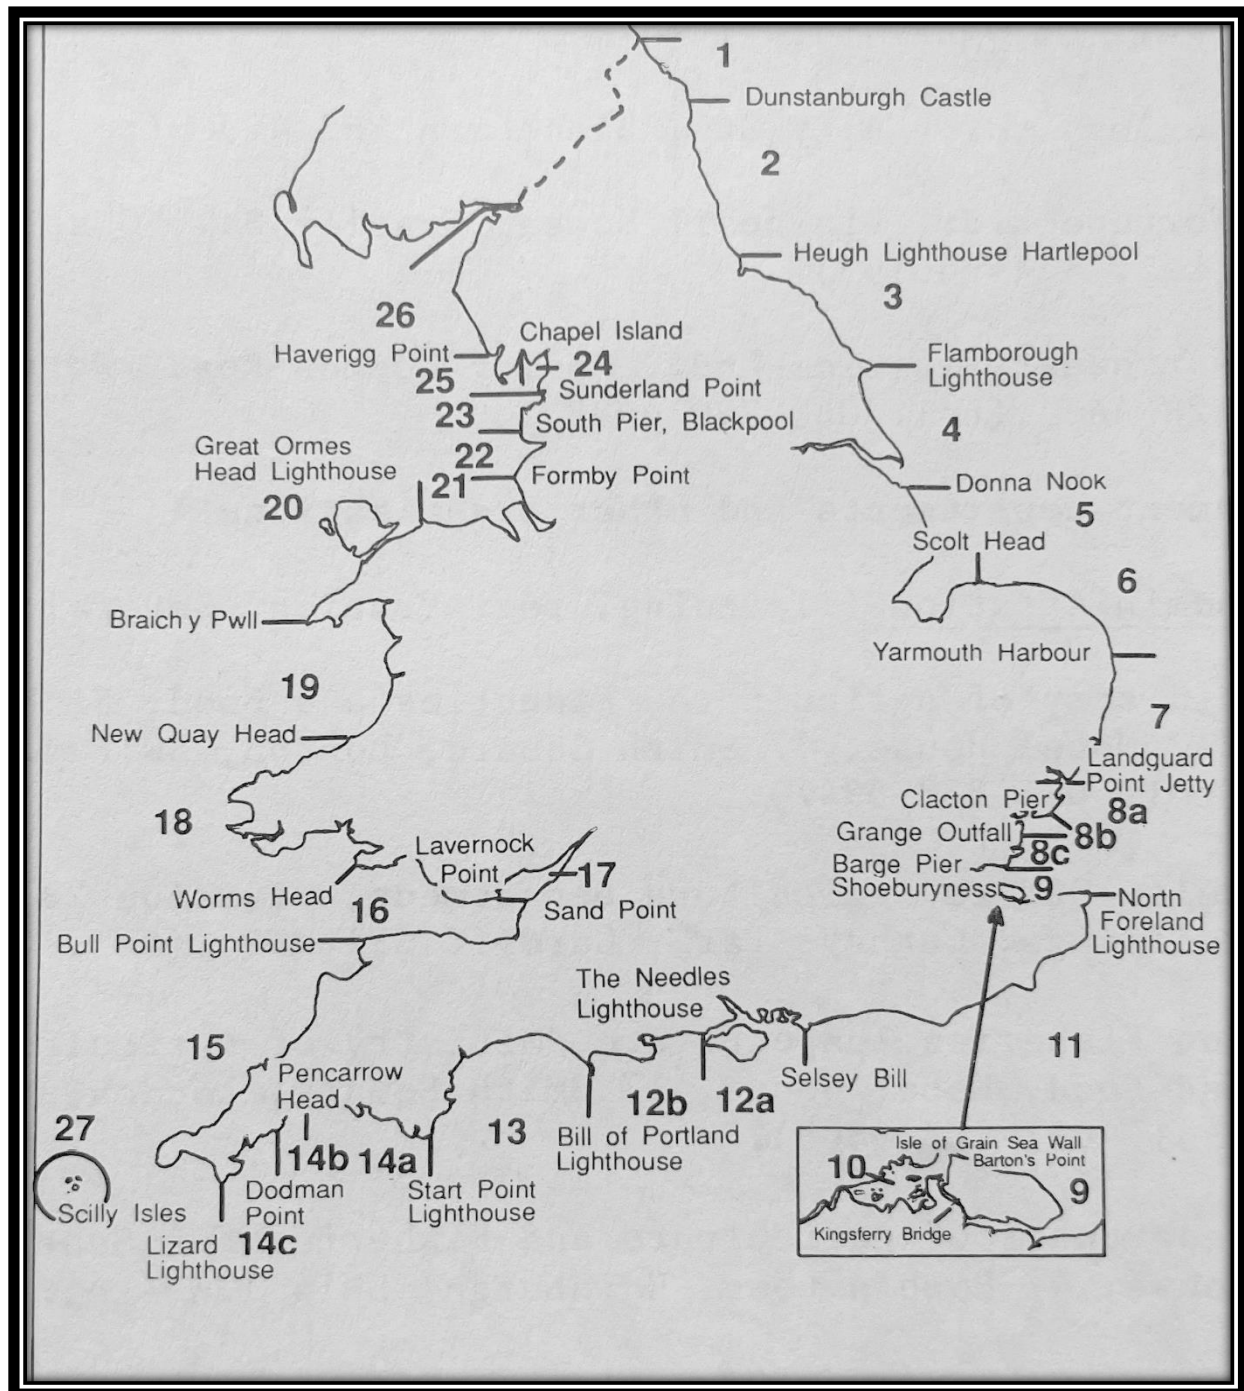 1
Dunstanburgh Castle
2
Heugh Lighthouse Hartlepool
3
26
Chapel Island
Haverigg Point
24
Flamborough
Lighthouse
25
Sunderland Point
23
South Pier, Blackpool
4
Great Ormes
Head Lighthouse
22
Formby Point
21
Donna Nook
20
5
Scolt Head
6
Braich y Pwll
Yarmouth Harbour
19
7
New Quay Head
Landguard
Point Jetty
Clacton Pier
8a
18
Grange Outfall
8b
Lavernock
Point
8c
Barge Pier
Shoeburyness
17
9
Worms Head
16
Sand Point
North
Foreland
Lighthouse
Bull Point Lighthouse
The Needles
Lighthouse
15
11
Pencarrow
Head
Selsey Bill
12b
12a
27
13
Bill of Portland
Lighthouse
14b
14a
Isle of Grain Sea Wall
Barton's Point
10
9
Kingsferry Bridge
Scilly Isles
Dodman
Point
Start Point
Lighthouse
Lizard
Lighthouse
14c